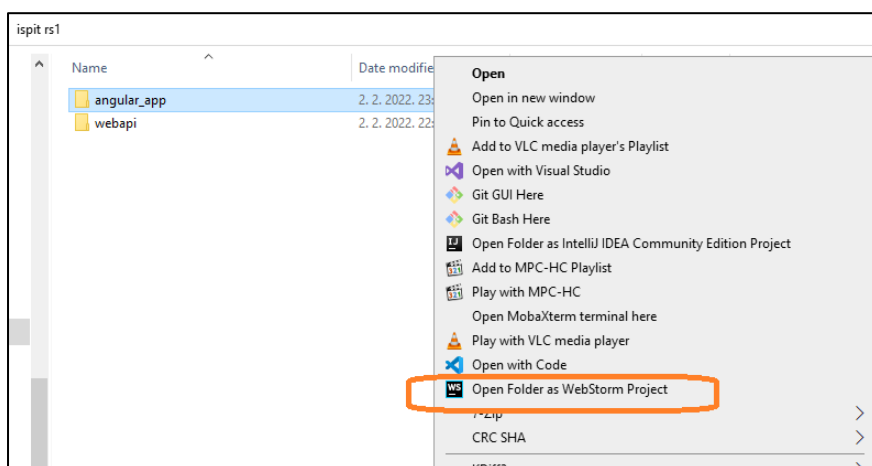 ispit rs1
Name
Date modifie
angular_app
2. 2. 2022. 23:
webapi
2. 2. 2022. 22:
Open
Open in new window
Pin to Quick access
Add to VLC media player's Playlist
Open with Visual Studio
Git GUI Here
Git Bash Here
Open Folder as IntelliJ IDEA Community Edition Project
Add to MPC-HC Playlist
Play with MPC-HC
Open MobaXterm terminal here
Play with VLC media player
Open with Code
Open Folder as WebStorm Project
7-Zip
CRC SHA